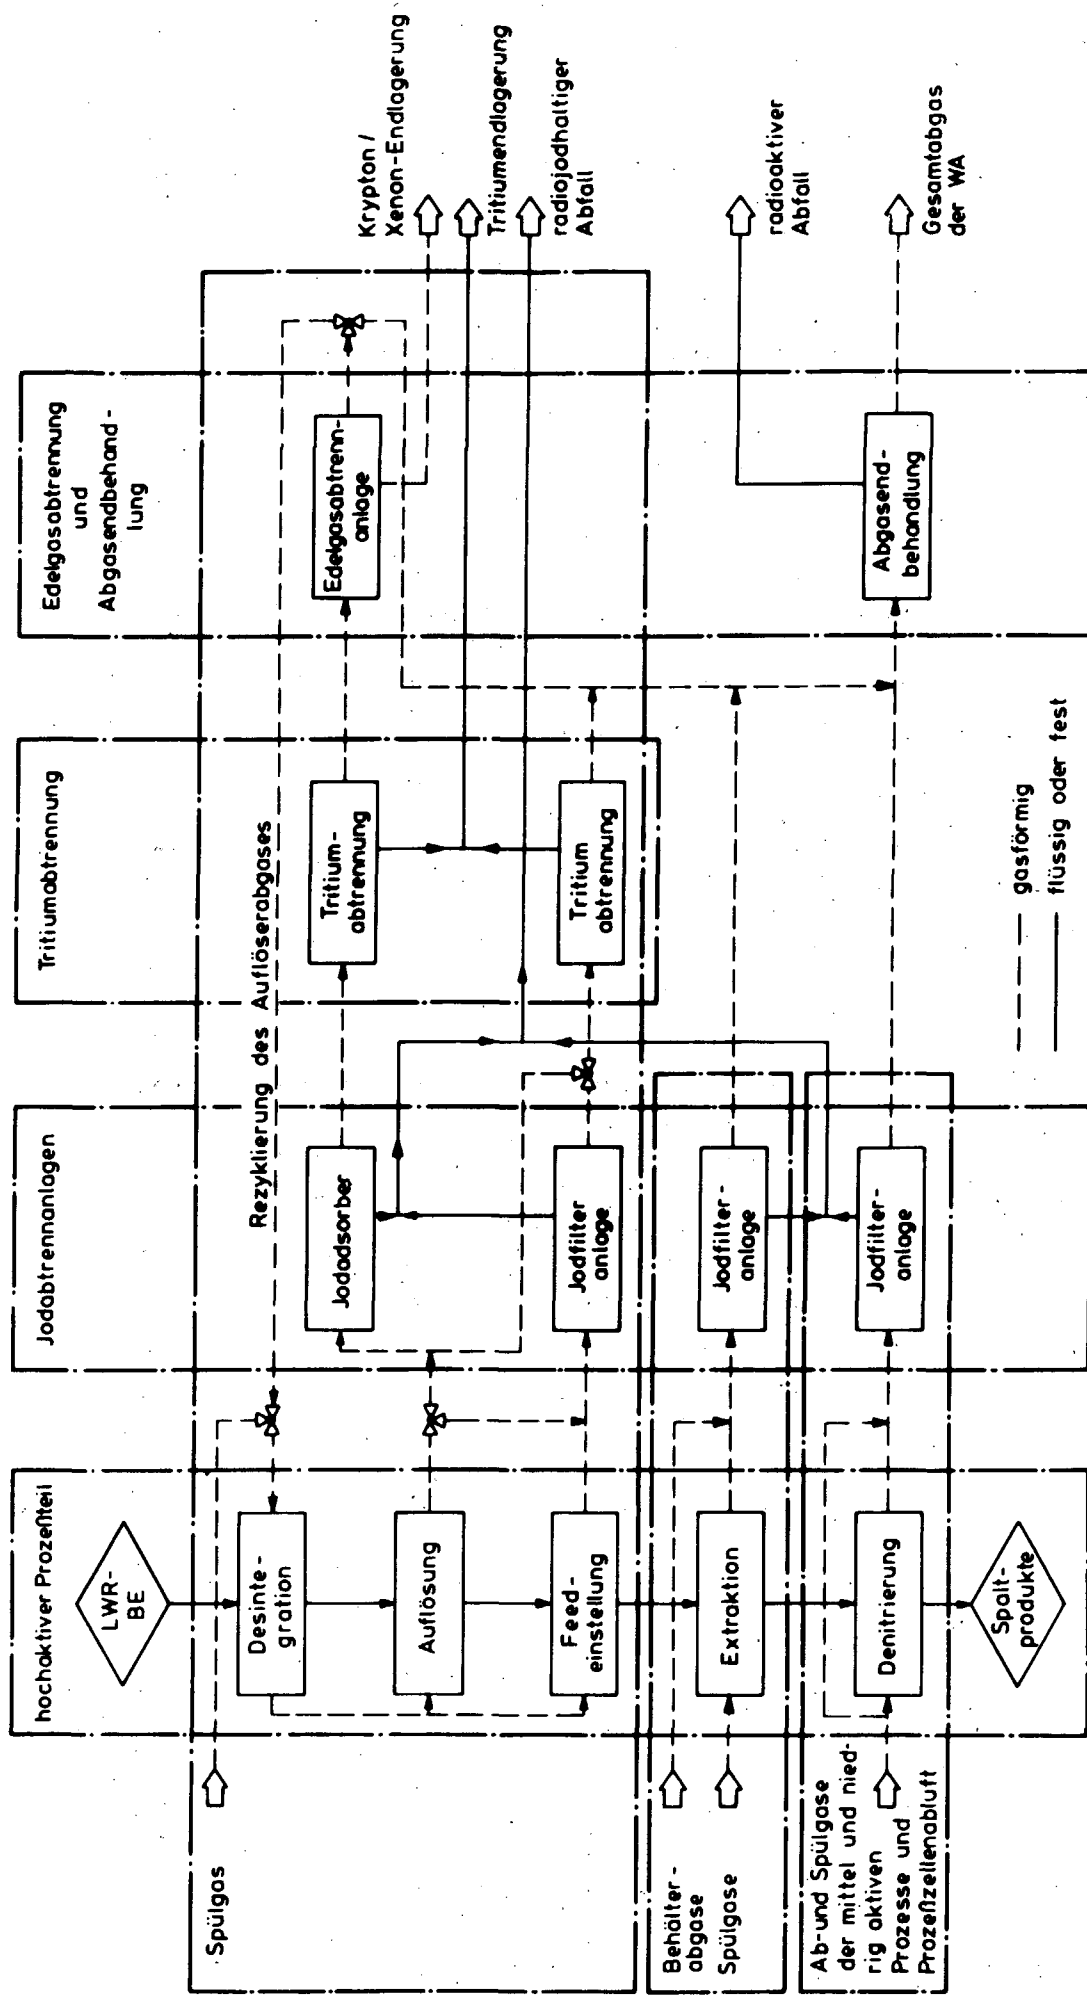 hochaktiver Prozeßteil
Jodabtrennanlagen
Tritiumabtrennung
Edelgasabtrennung
und
Abgasendbehand-
lung
LWR-
BE
Spülgas
Rezyklierung des Auflöserabgases
Desinte-
gration
Auflösung
Feed
einstellung
Extraktion
Denitrierung
Spalt-
produkte
Jodadsorber
Jodfilter
anlage
Jodfilter-
anlage
Jodfilter-
anlage
Tritium-
abtrennung
Tritium
abtrennung
Edelgasabtrenn-
anlage
Abgasend-
behandlung
Krypton/
Xenon-Endlagerung
Tritiumendlagerung
radiojodhaltiger
Abfall
radioaktiver
Abfall
Gesamtabgas
der WA
Behälter-
abgase
Spülgase
Ab-und Spülgase
der mittel und nied-
rig aktiven
Prozesse und
Prozeßzellenabluft
gasförmig
flüssig oder fest